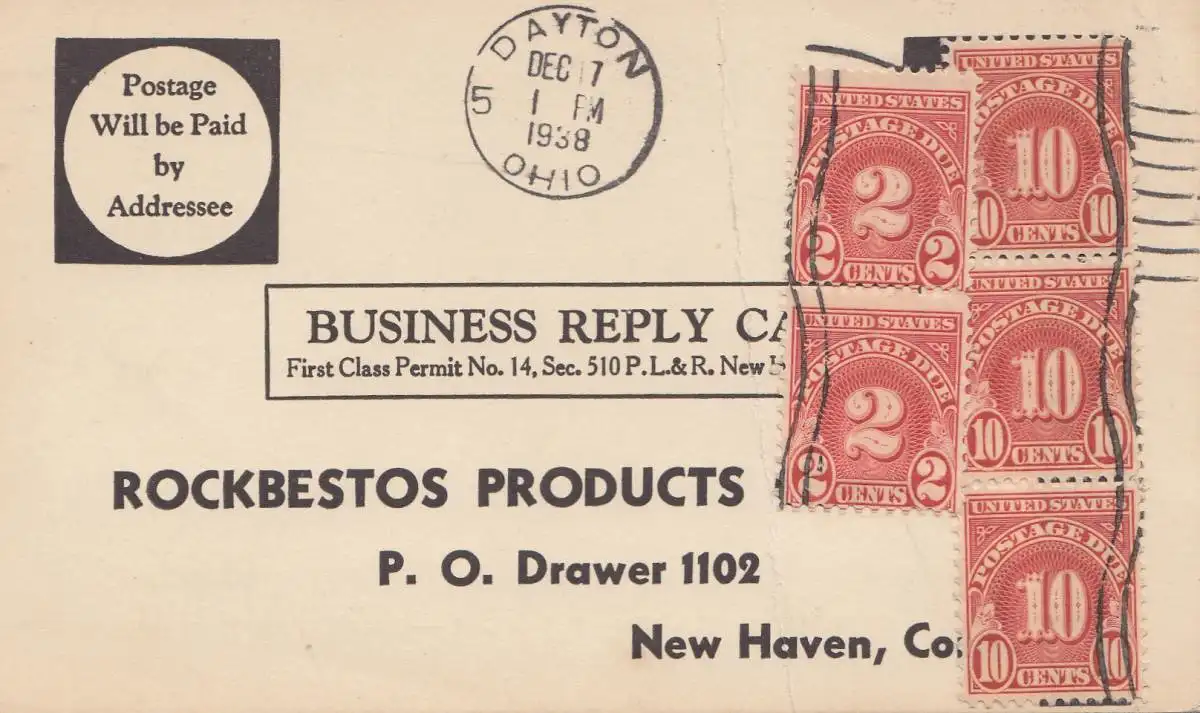 Postage
Will be Paid
by
Addressee
DAYTON
DEC 17
1 PM
1938
5
OHIO
BUSINESS REPLY CA
First Class Permit No. 14, Sec. 510 P.L.& R. New
ROCKBESTOS PRODUCTS
P. O. Drawer 1102
New Haven, Co
UNITED STATES
POSTAGE DUE
2
2 CENTS 2
UNITED STATES
POSTAGE DUE
2
2 CENTS 2
UNITED STATES
POSTAGE DUE
10
10 CENTS 10
UNITED STATES
POSTAGE DUE
10
10 CENTS 10
UNITED STATES
POSTAGE DUE
10
10 CENTS 10